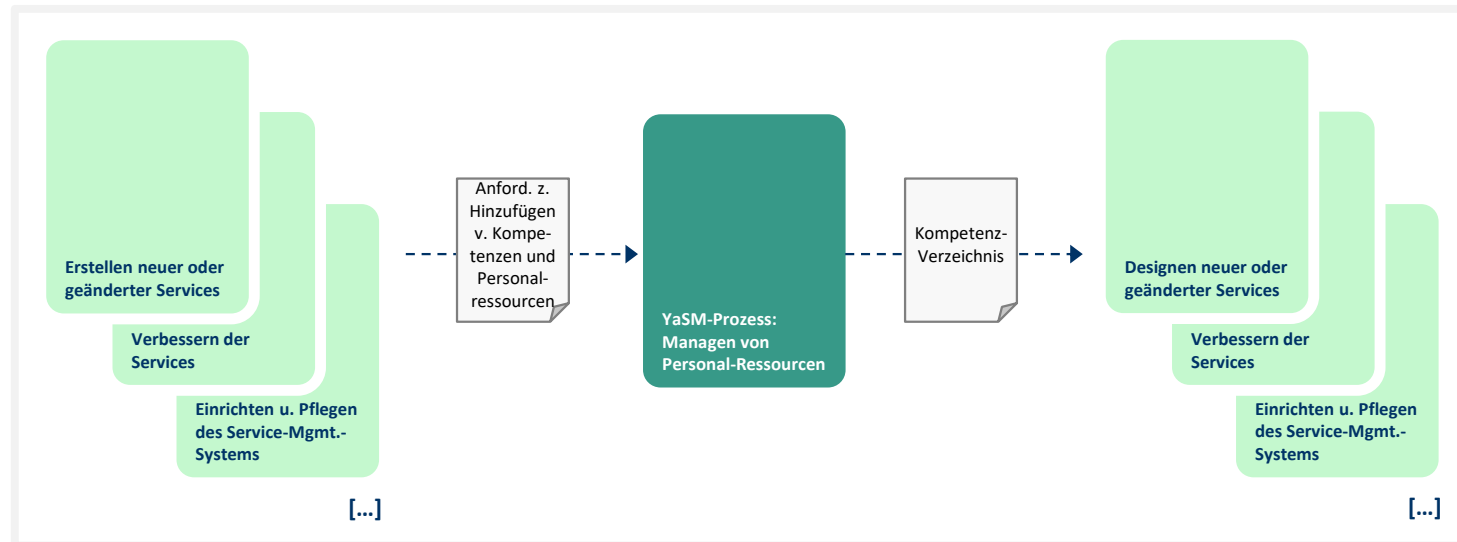 Erstellen neuer oder
geänderter Services
Verbessern der
Services
Einrichten u. Pflegen
des Service-Mgmt.-
Systems
[...]
Anford. z.
Hinzufügen
v. Kompe-
tenzen und
Personal-
ressourcen
YaSM-Prozess:
Managen von
Personal-Ressourcen
Kompetenz-
Verzeichnis
Designen neuer oder
geänderter Services
Verbessern der
Services
Einrichten u. Pflegen
des Service-Mgmt.-
Systems
[...]